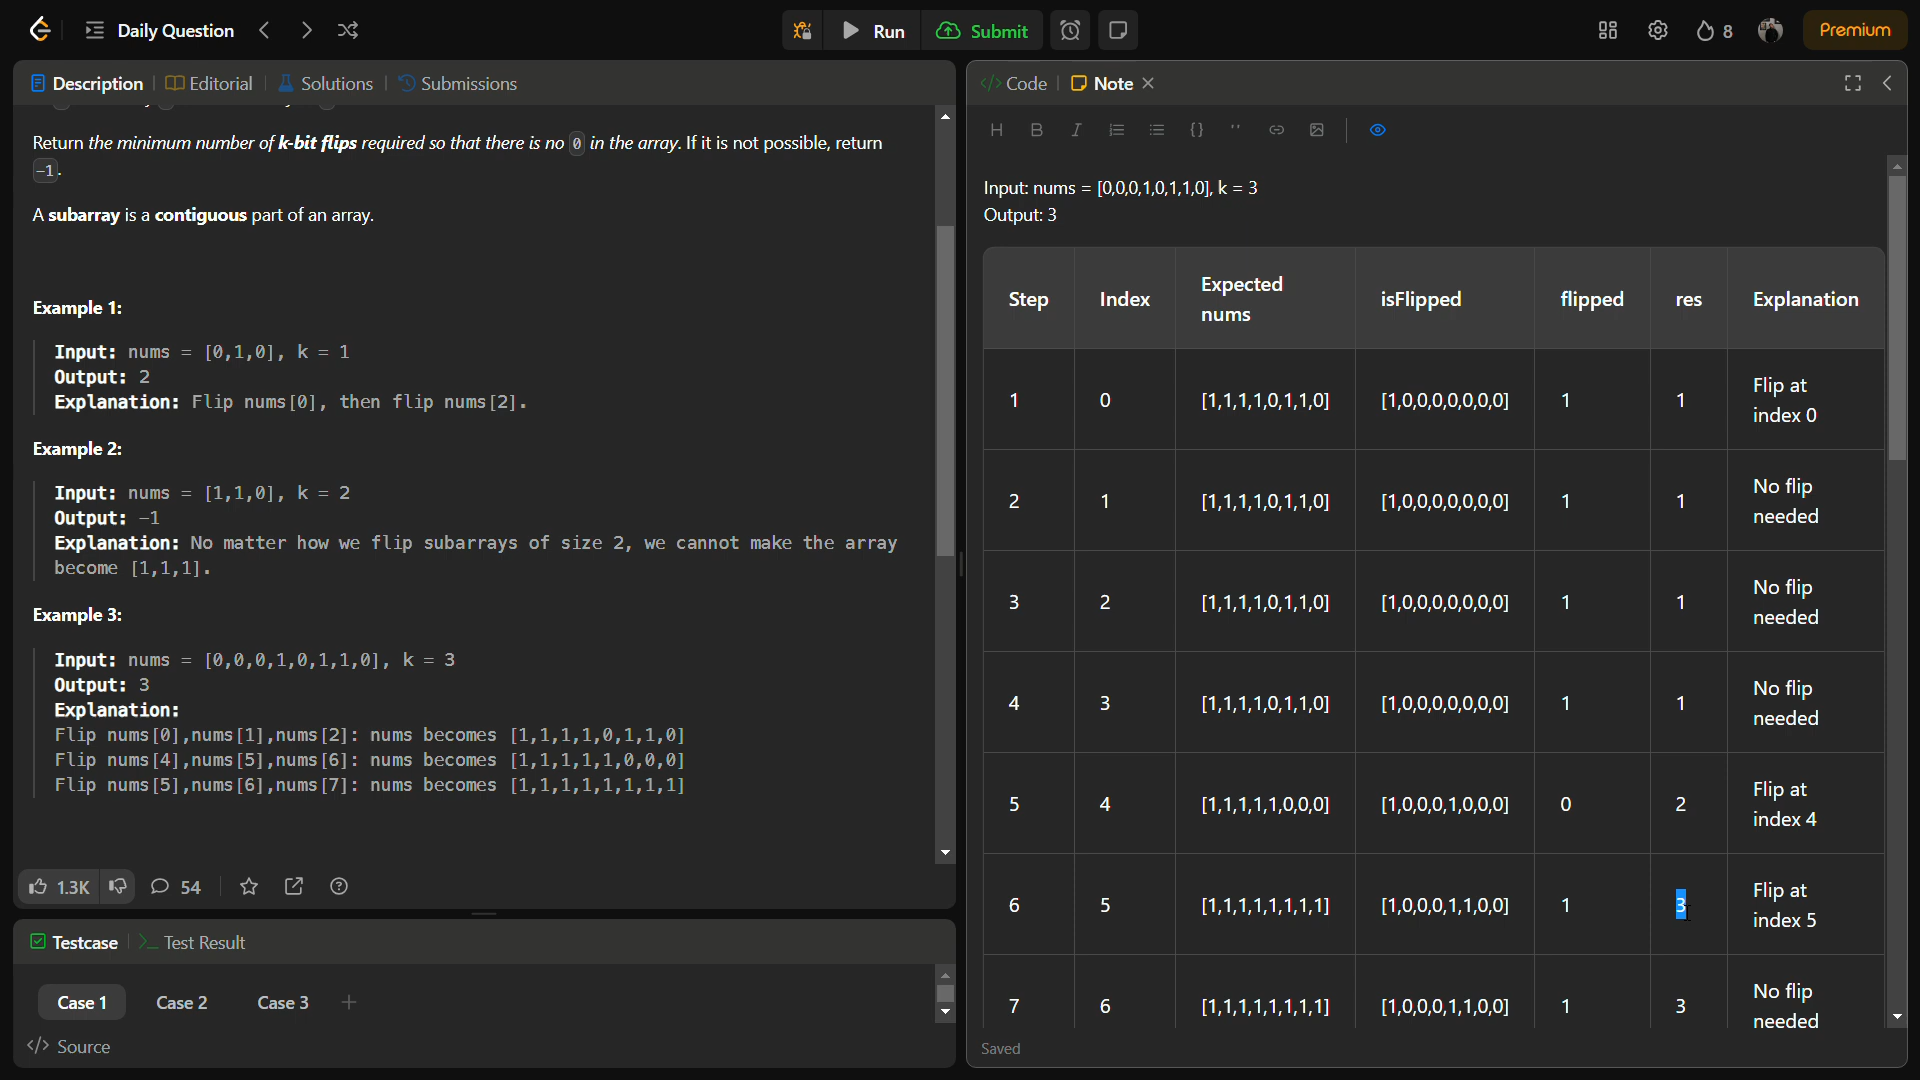 Daily Question
Run
Submit
8
Premium
Description
Editorial
Solutions
Submissions
Return the minimum number of k-bit flips required so that there is no 0 in the array. If it is not possible, return
-1.
A subarray is a contiguous part of an array.
Example 1:
Input: nums = [0,1,0], k = 1
Output: 2
Explanation: Flip nums[0], then flip nums[2].
Example 2:
Input: nums = [1,1,0], k = 2
Output: -1
Explanation: No matter how we flip subarrays of size 2, we cannot make the array
become [1,1,1].
Example 3:
Input: nums = [0,0,0,1,0,1,1,0], k = 3
Output: 3
Explanation:
Flip nums[0],nums[1],nums[2]: nums becomes [1,1,1,1,0,1,1,0]
Flip nums[4],nums[5],nums[6]: nums becomes [1,1,1,1,1,0,0,0]
Flip nums[5],nums[6],nums[7]: nums becomes [1,1,1,1,1,1,1,1]
1.3K
54
Testcase
>_ Test Result
Case 1
Case 2
Case 3
+
</> Source
</> Code
Note
H B I {} "
Input: nums = [0,0,0,1,0,1,1,0], k = 3
Output: 3
Step Index Expected nums isFlipped flipped res Explanation
1 0 [1,1,1,1,0,1,1,0] [1,0,0,0,0,0,0,0] 1 1 Flip at index 0
2 1 [1,1,1,1,0,1,1,0] [1,0,0,0,0,0,0,0] 1 1 No flip needed
3 2 [1,1,1,1,0,1,1,0] [1,0,0,0,0,0,0,0] 1 1 No flip needed
4 3 [1,1,1,1,0,1,1,0] [1,0,0,0,0,0,0,0] 1 1 No flip needed
5 4 [1,1,1,1,1,0,0,0] [1,0,0,0,1,0,0,0] 0 2 Flip at index 4
6 5 [1,1,1,1,1,1,1,1] [1,0,0,0,1,1,0,0] 1 3 Flip at index 5
7 6 [1,1,1,1,1,1,1,1] [1,0,0,0,1,1,0,0] 1 3 No flip needed
Saved